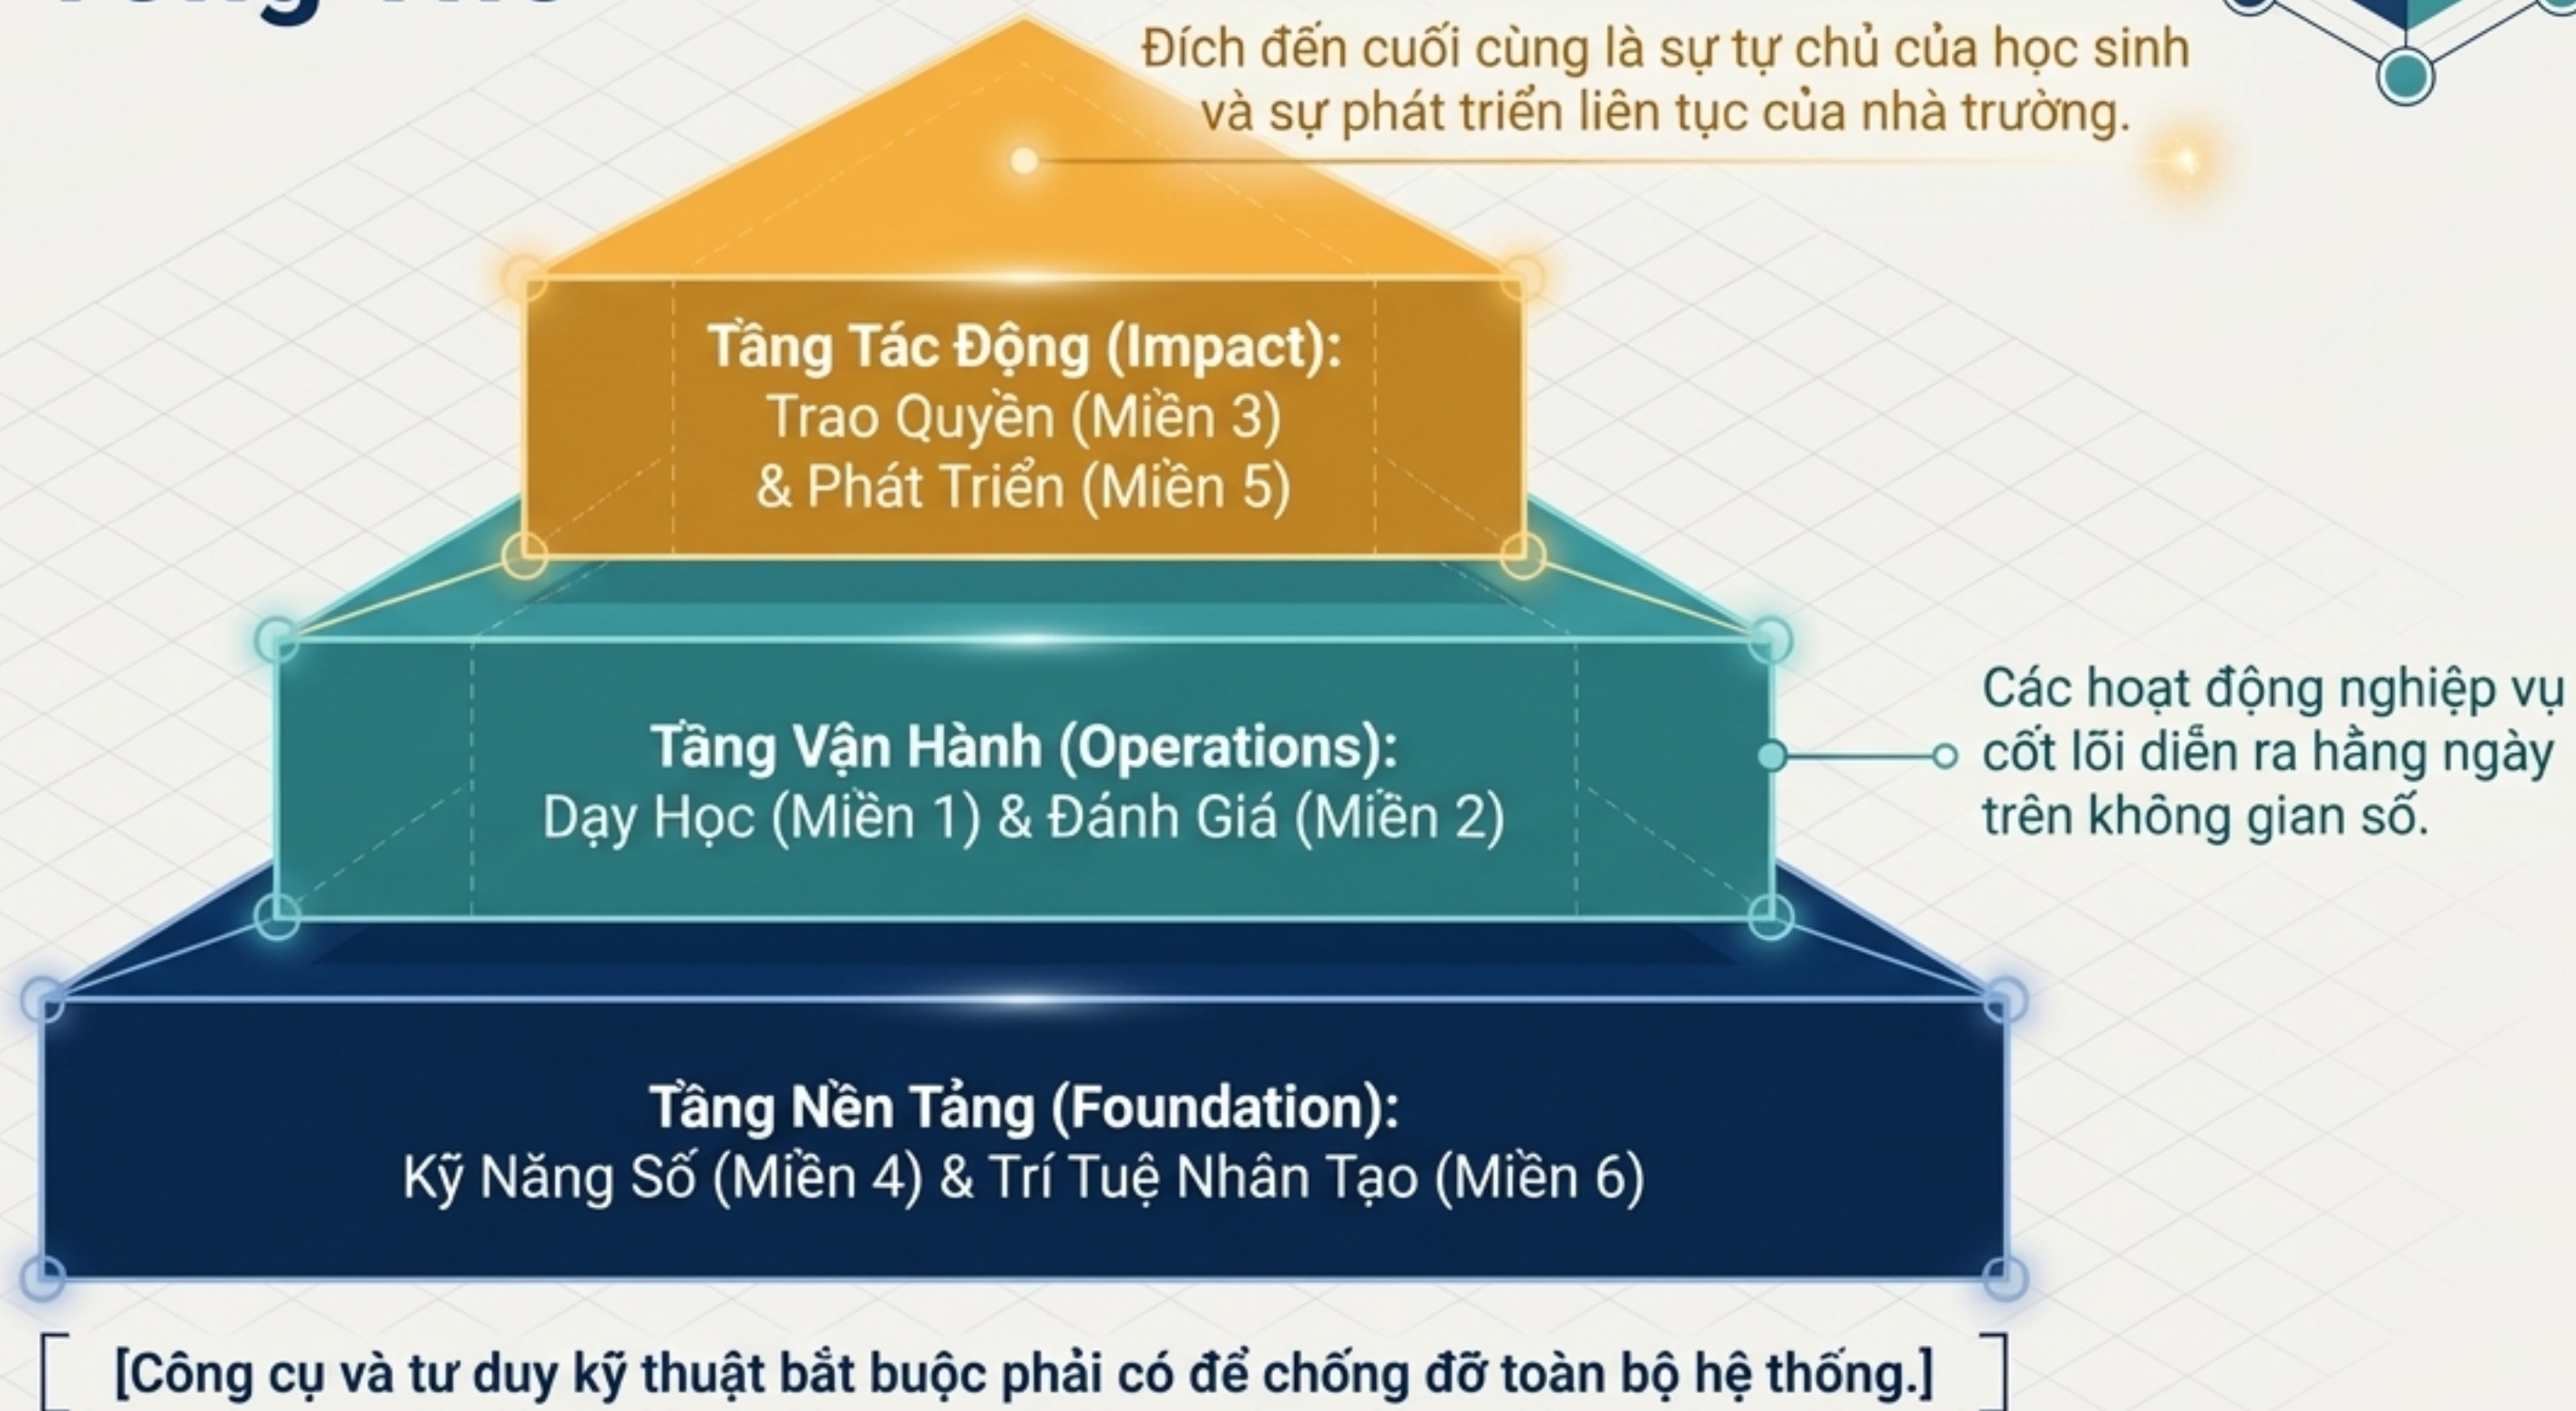 Đích đến cuối cùng là sự tự chủ của học sinh
và sự phát triển liên tục của nhà trường.
Tầng Tác Động (Impact):
Trao Quyền (Miền 3)
& Phát Triển (Miền 5)
Tầng Vận Hành (Operations):
Dạy Học (Miền 1) & Đánh Giá (Miền 2)
Các hoạt động nghiệp vụ
cốt lõi diễn ra hằng ngày
trên không gian số.
Tầng Nền Tảng (Foundation):
Kỹ Năng Số (Miền 4) & Trí Tuệ Nhân Tạo (Miền 6)
[Công cụ và tư duy kỹ thuật bắt buộc phải có để chống đỡ toàn bộ hệ thống.]